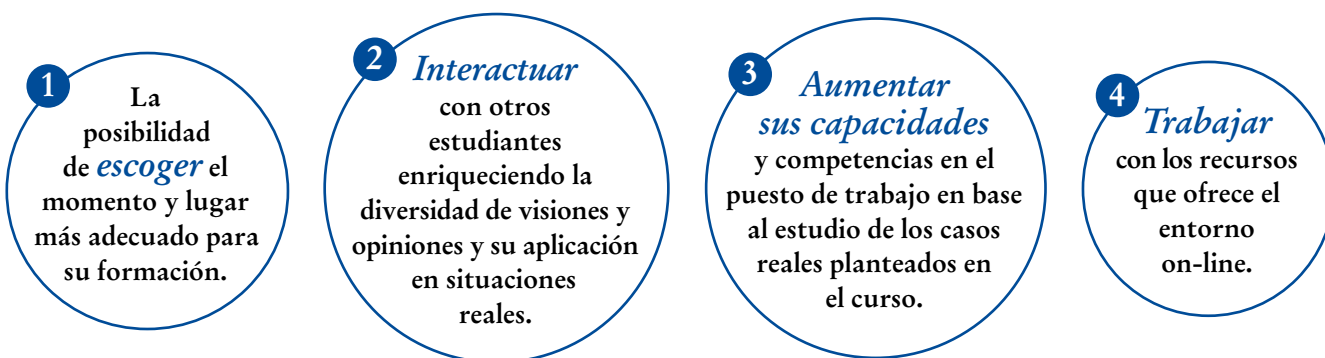 1
La
posibilidad
de escoger el
momento y lugar
más adecuado para
su formación.
2
Interactuar
con otros
estudiantes
enriqueciendo la
diversidad de visiones y
opiniones y su aplicación
en situaciones
reales.
3
Aumentar
sus capacidades
y competencias en el
puesto de trabajo en base
al estudio de los casos
reales planteados en
el curso.
4
Trabajar
con los recursos
que ofrece el
entorno
on-line.